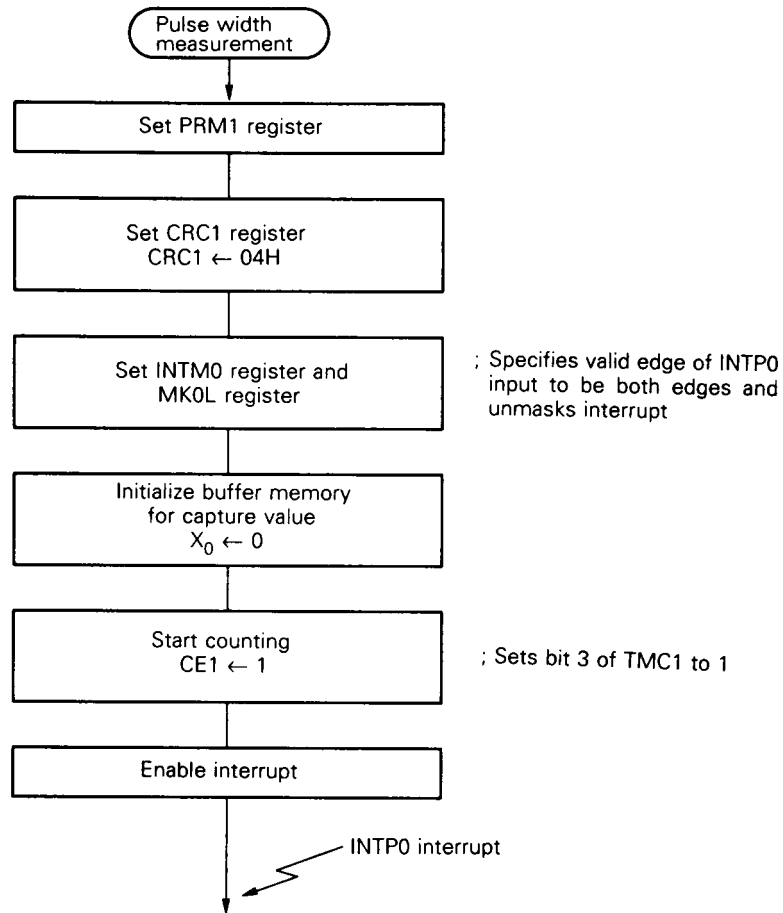 Pulse width
measurement
Set PRM1 register
Set CRC1 register
CRC1 ← 04H
Set INTM0 register and
MK0L register
; Specifies valid edge of INTP0
input to be both edges and
unmasks interrupt
Initialize buffer memory
for capture value
X₀ ← 0
Start counting
CE1 ← 1
; Sets bit 3 of TMC1 to 1
Enable interrupt
INTP0 interrupt